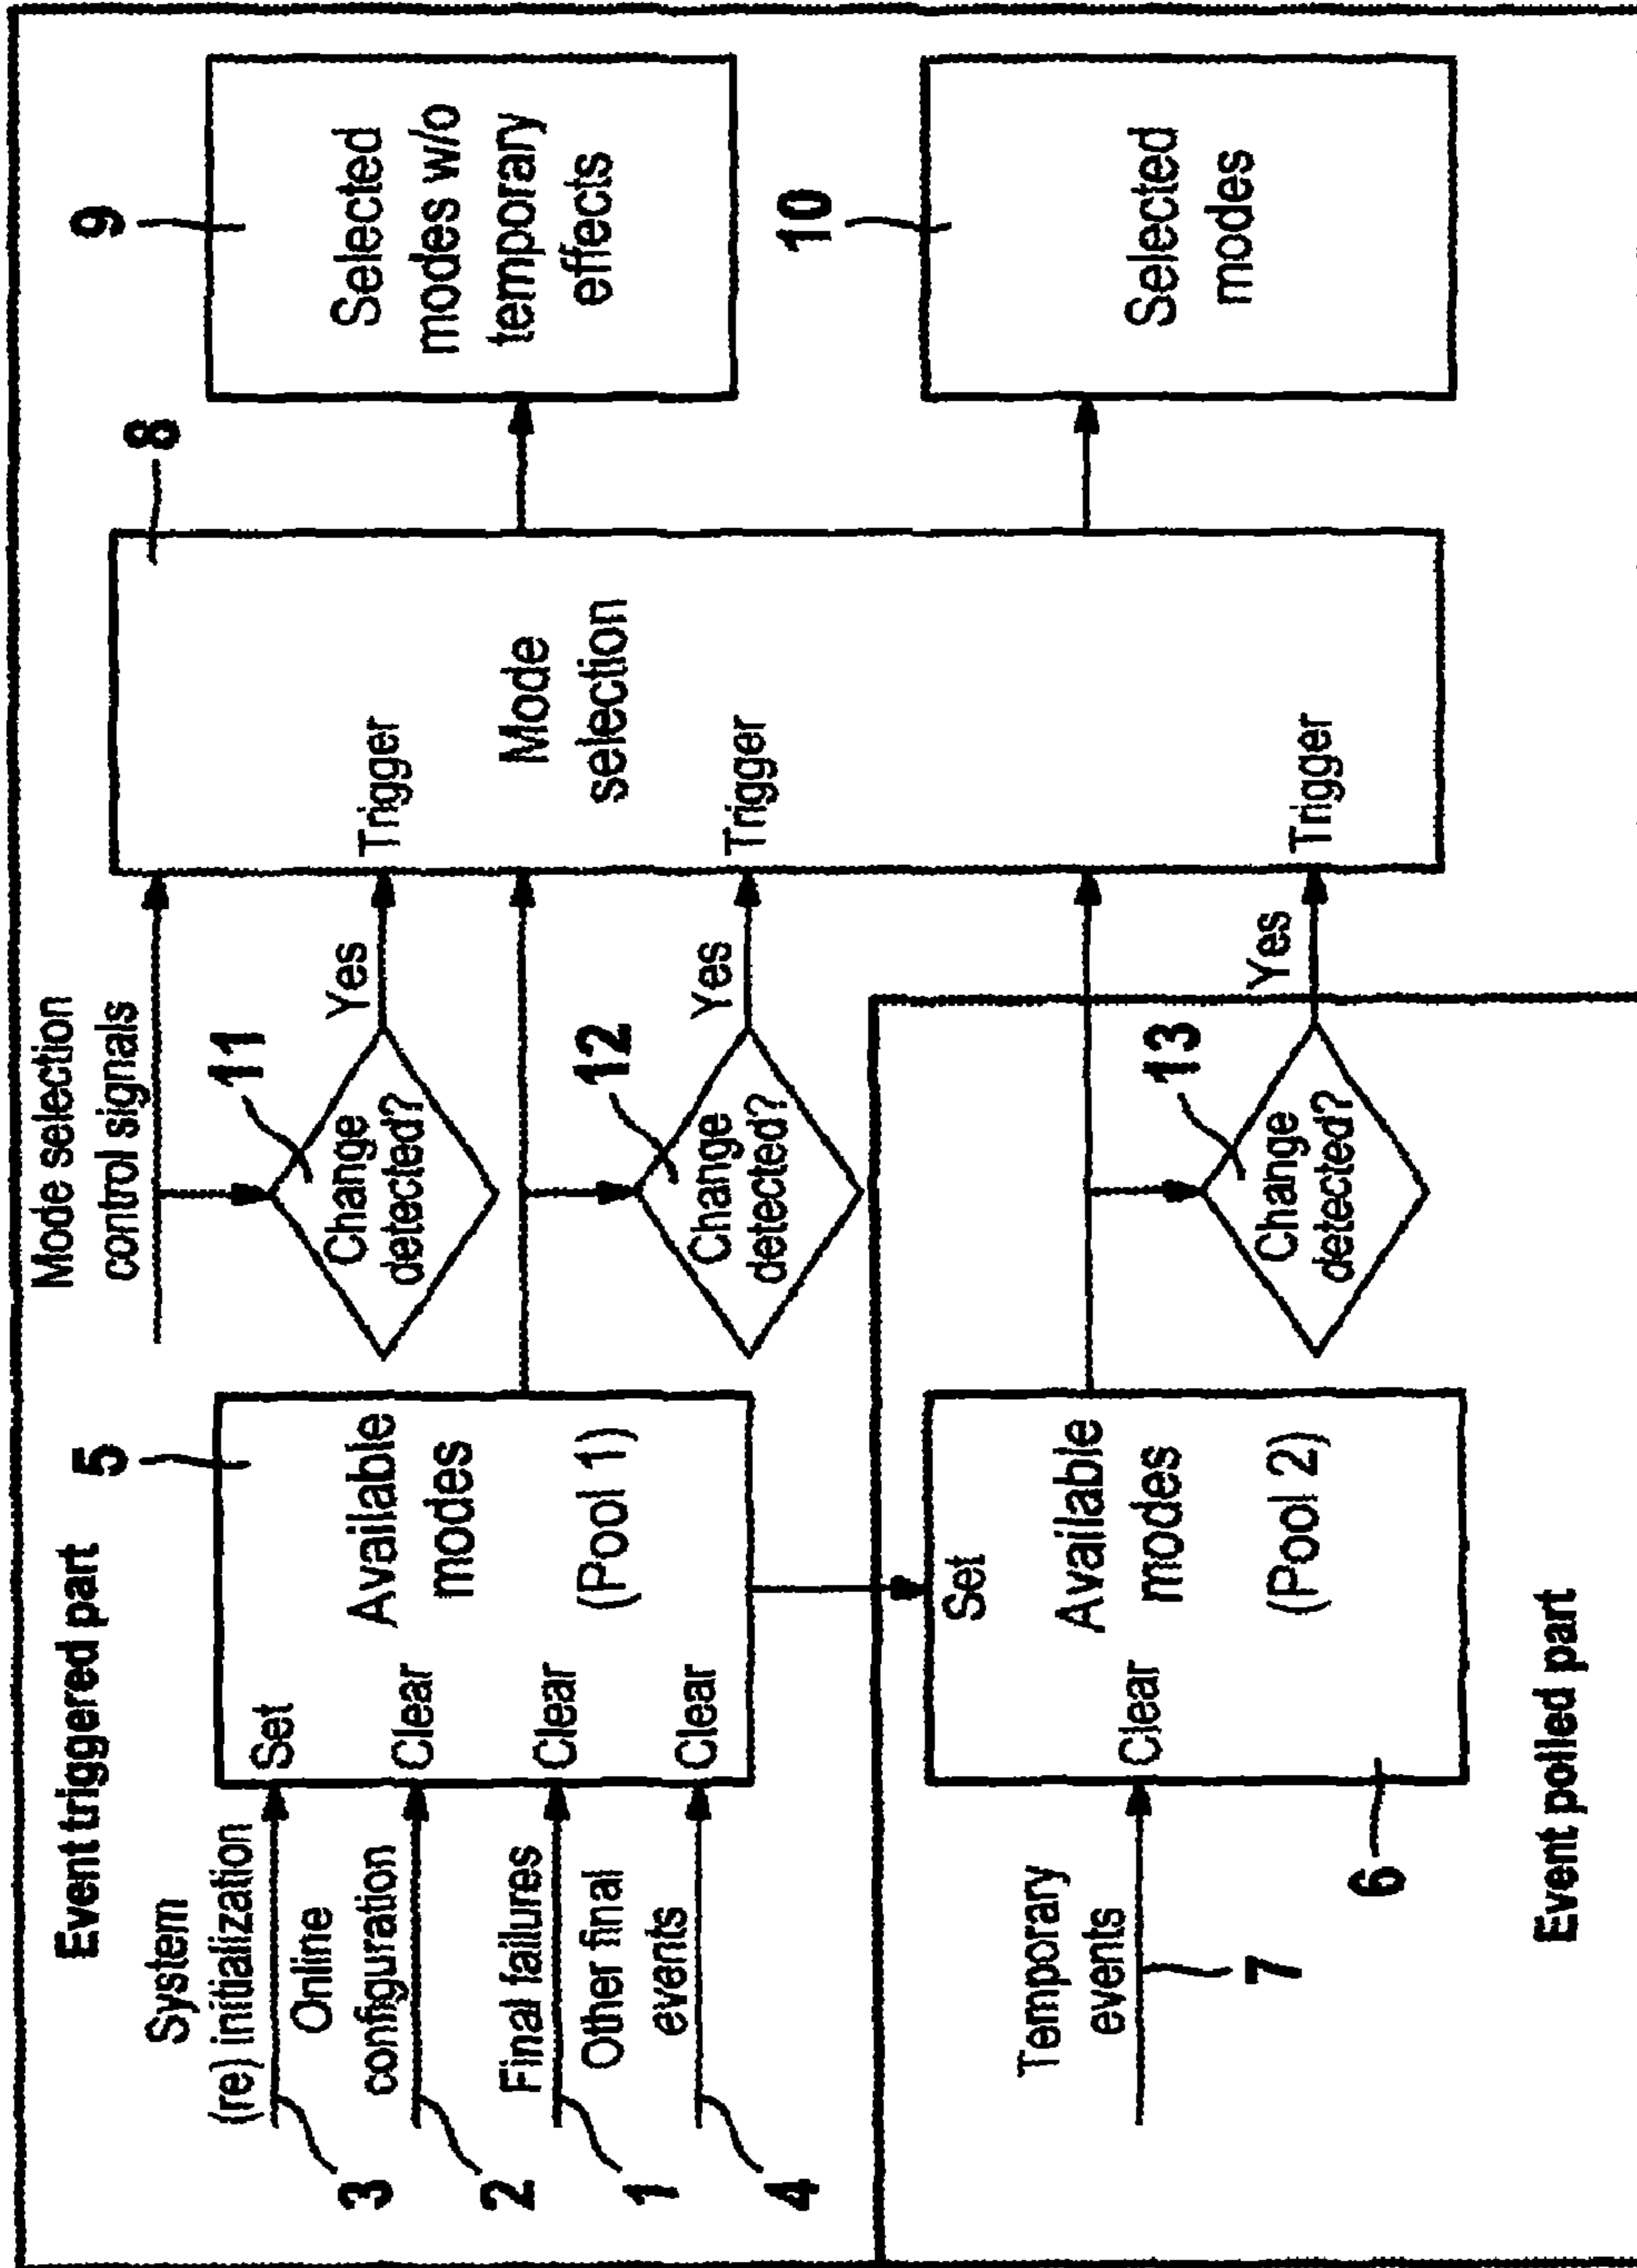 Event triggered part
Mode selection
control signals
System
(re) initialization
3
Set
Online
configuration
2
Clear
Final failures
1
Clear
Other final
events
4
Clear
5
Available
modes
(Pool 1)
11
Change
detected?
Yes
Trigger
12
Change
detected?
Yes
Trigger
8
Mode
selection
9
Selected
modes w/o
temporary
effects
10
Selected
modes
Temporary
events
7
Clear
Set
Available
modes
(Pool 2)
6
13
Change
detected?
Yes
Trigger
Event polled part